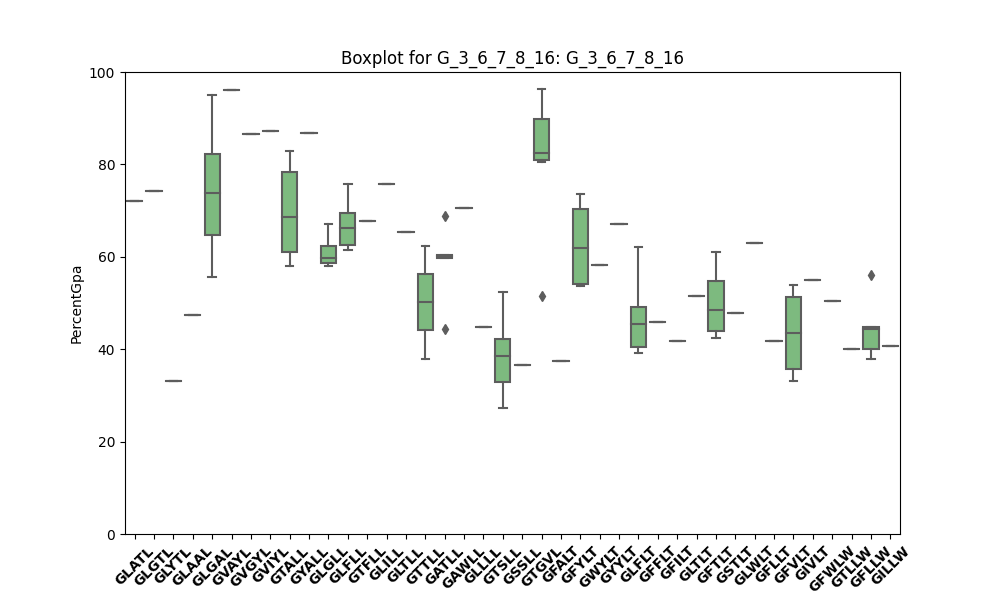 Boxplot for G_3_6_7_8_16: G_3_6_7_8_16
PercentGpa
100
80
60
40
20
0
GLATL
GLGTL
GLYTL
GLAAL
GLGAL
GVAYL
GVGYL
GVIYL
GTALL
GYALL
GLGLL
GLFLL
GTFLL
GLILL
GLTLL
GTTLL
GATLL
GAWLL
GLLLL
GTSLL
GSSLL
GTGVL
GFALT
GFYLT
GWYLT
GYYLT
GLFLT
GFFLT
GFILT
GLTLT
GFTLT
GSTLT
GLWLT
GFLLT
GFVLT
GIVLT
GFWLW
GTLLW
GFLLW
GILLW